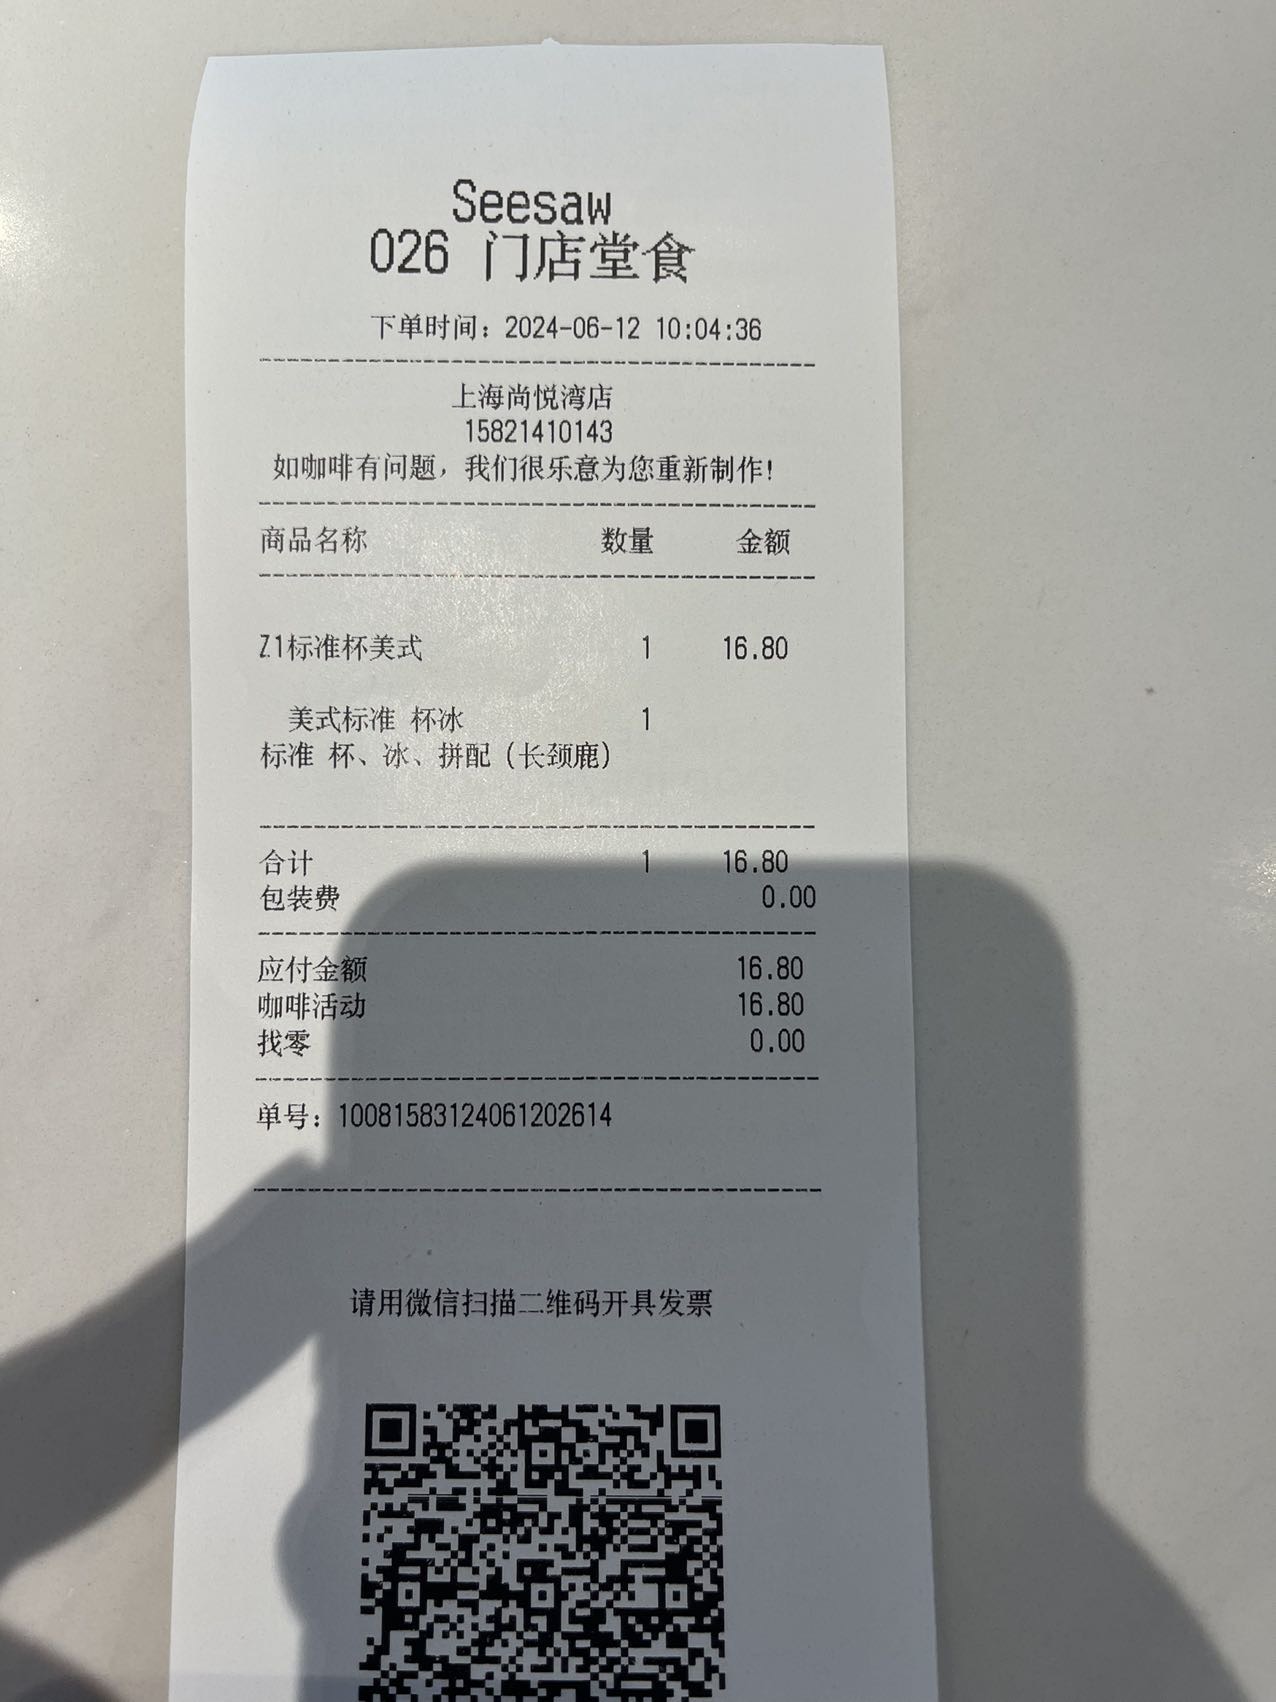 Seesaw
026 门店堂食
下单时间：2024-06-12 10:04:36
上海尚悦湾店
15821410143
如咖啡有问题，我们很乐意为您重新制作！
商品名称 数量 金额
Z1标准杯美式 1 16.80
美式标准 杯冰 1
标准 杯、冰、拼配（长颈鹿）
合计 1 16.80
包装费 0.00
应付金额 16.80
咖啡活动 16.80
找零 0.00
单号：10081583124061202614
请用微信扫描二维码开具发票